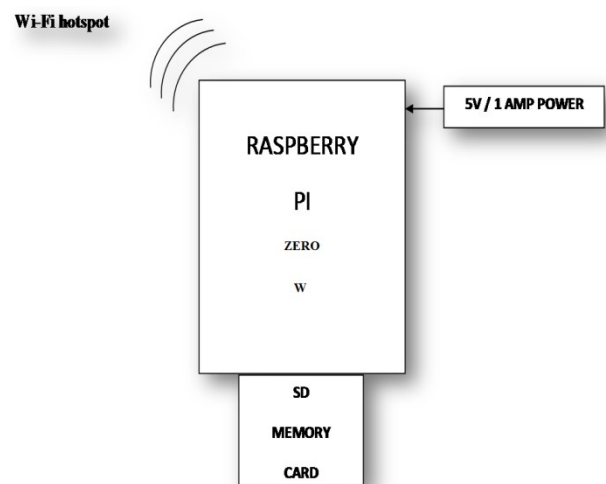 Wi-Fi hotspot
5V / 1 AMP POWER
RASPBERRY
PI
ZERO
W
SD
MEMORY
CARD